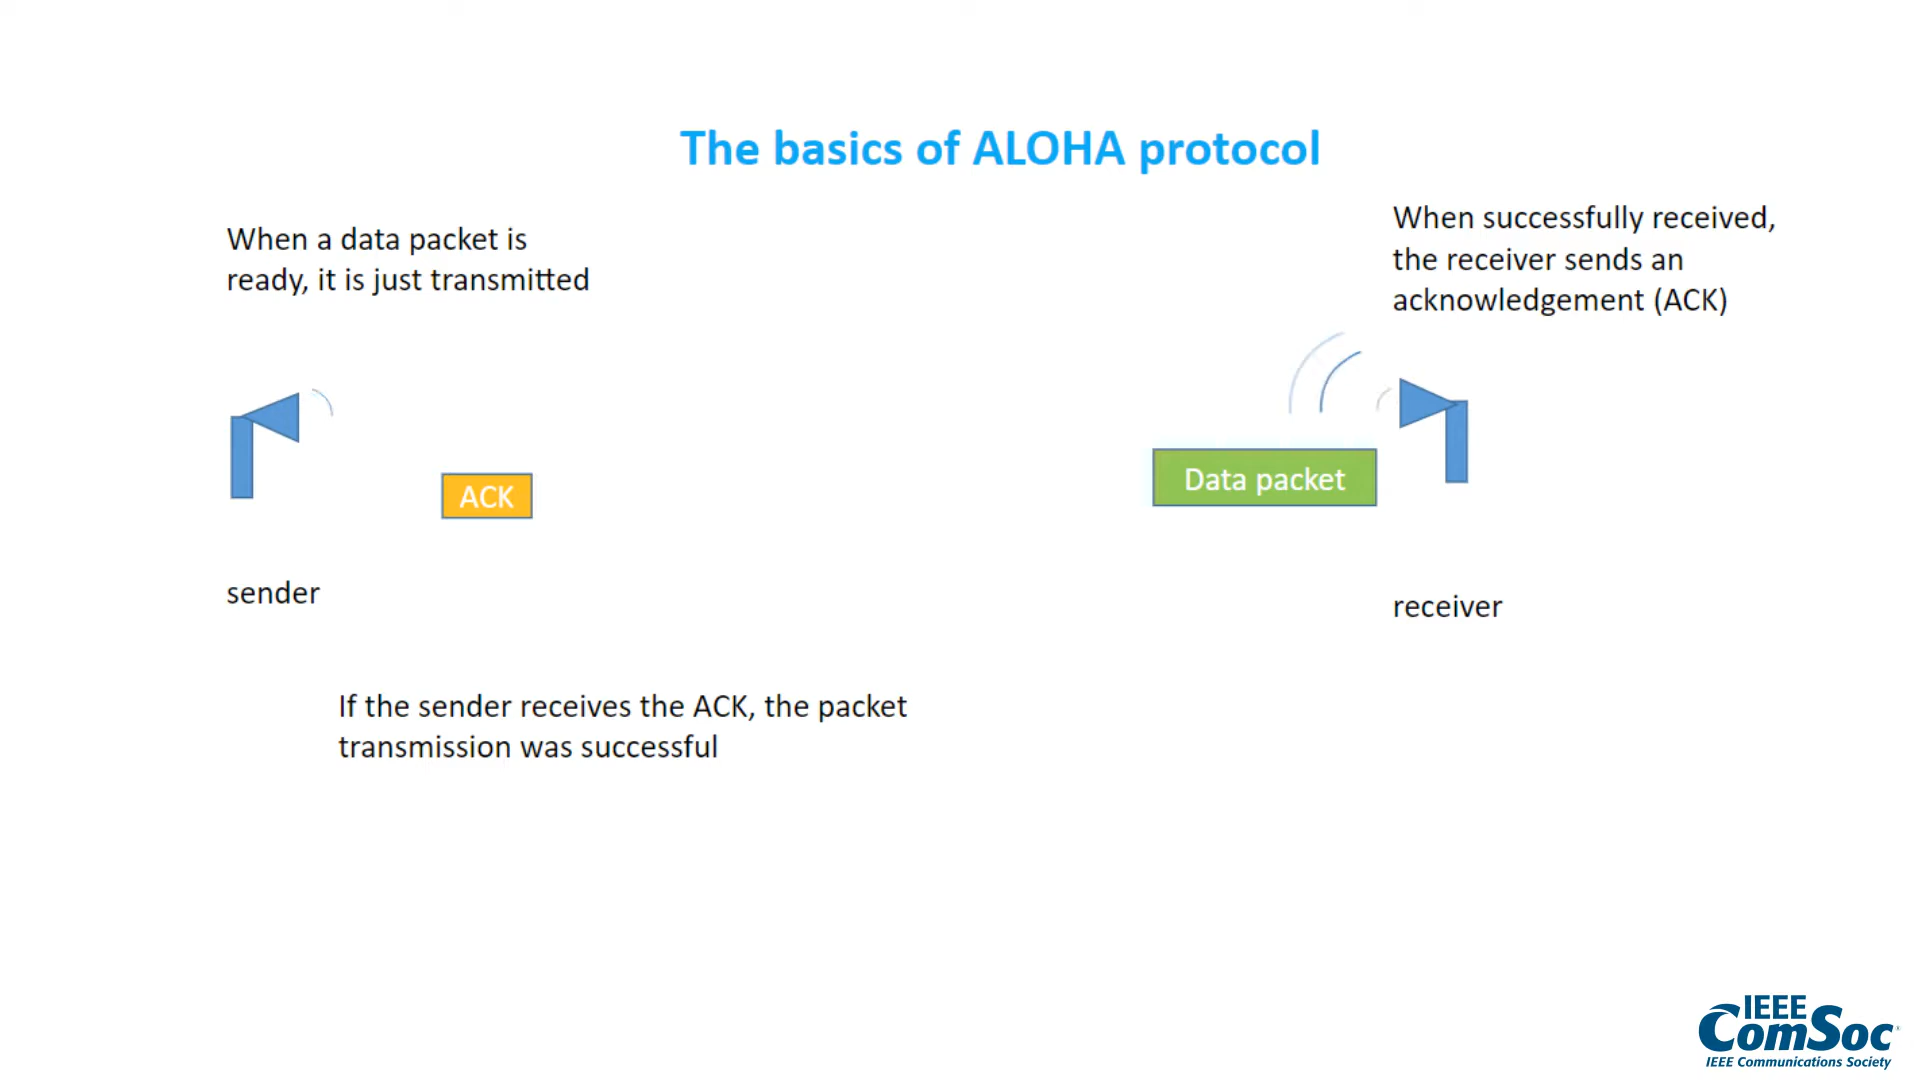 The basics of ALOHA protocol
When a data packet is
ready, it is just transmitted
When successfully received,
the receiver sends an
acknowledgement (ACK)
ACK
Data packet
sender
receiver
If the sender receives the ACK, the packet
transmission was successful
IEEE
ComSoc
IEEE Communications Society